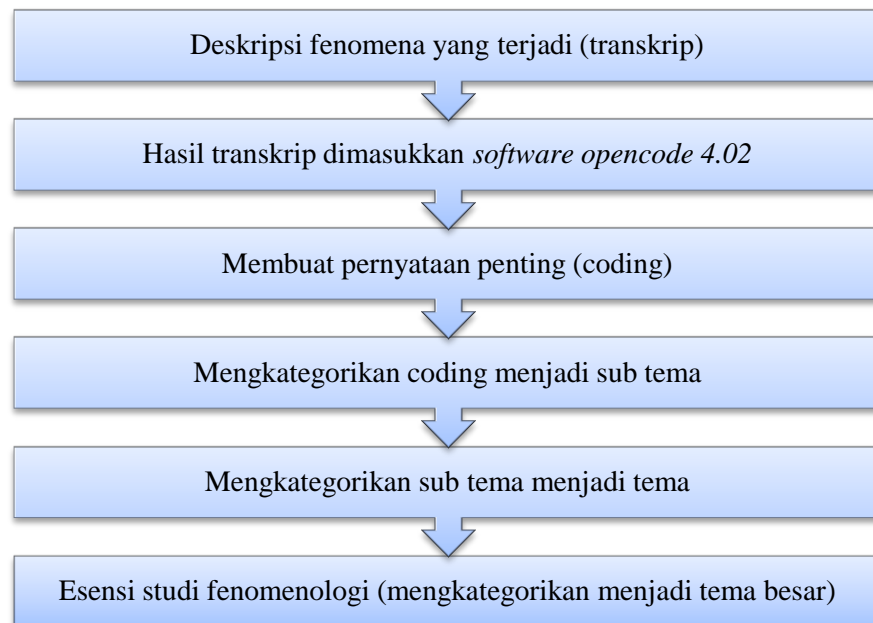 Deskripsi fenomena yang terjadi (transkrip)
Hasil transkrip dimasukkan software opencode 4.02
Membuat pernyataan penting (coding)
Mengkategorikan coding menjadi sub tema
Mengkategorikan sub tema menjadi tema
Esensi studi fenomenologi (mengkategorikan menjadi tema besar)